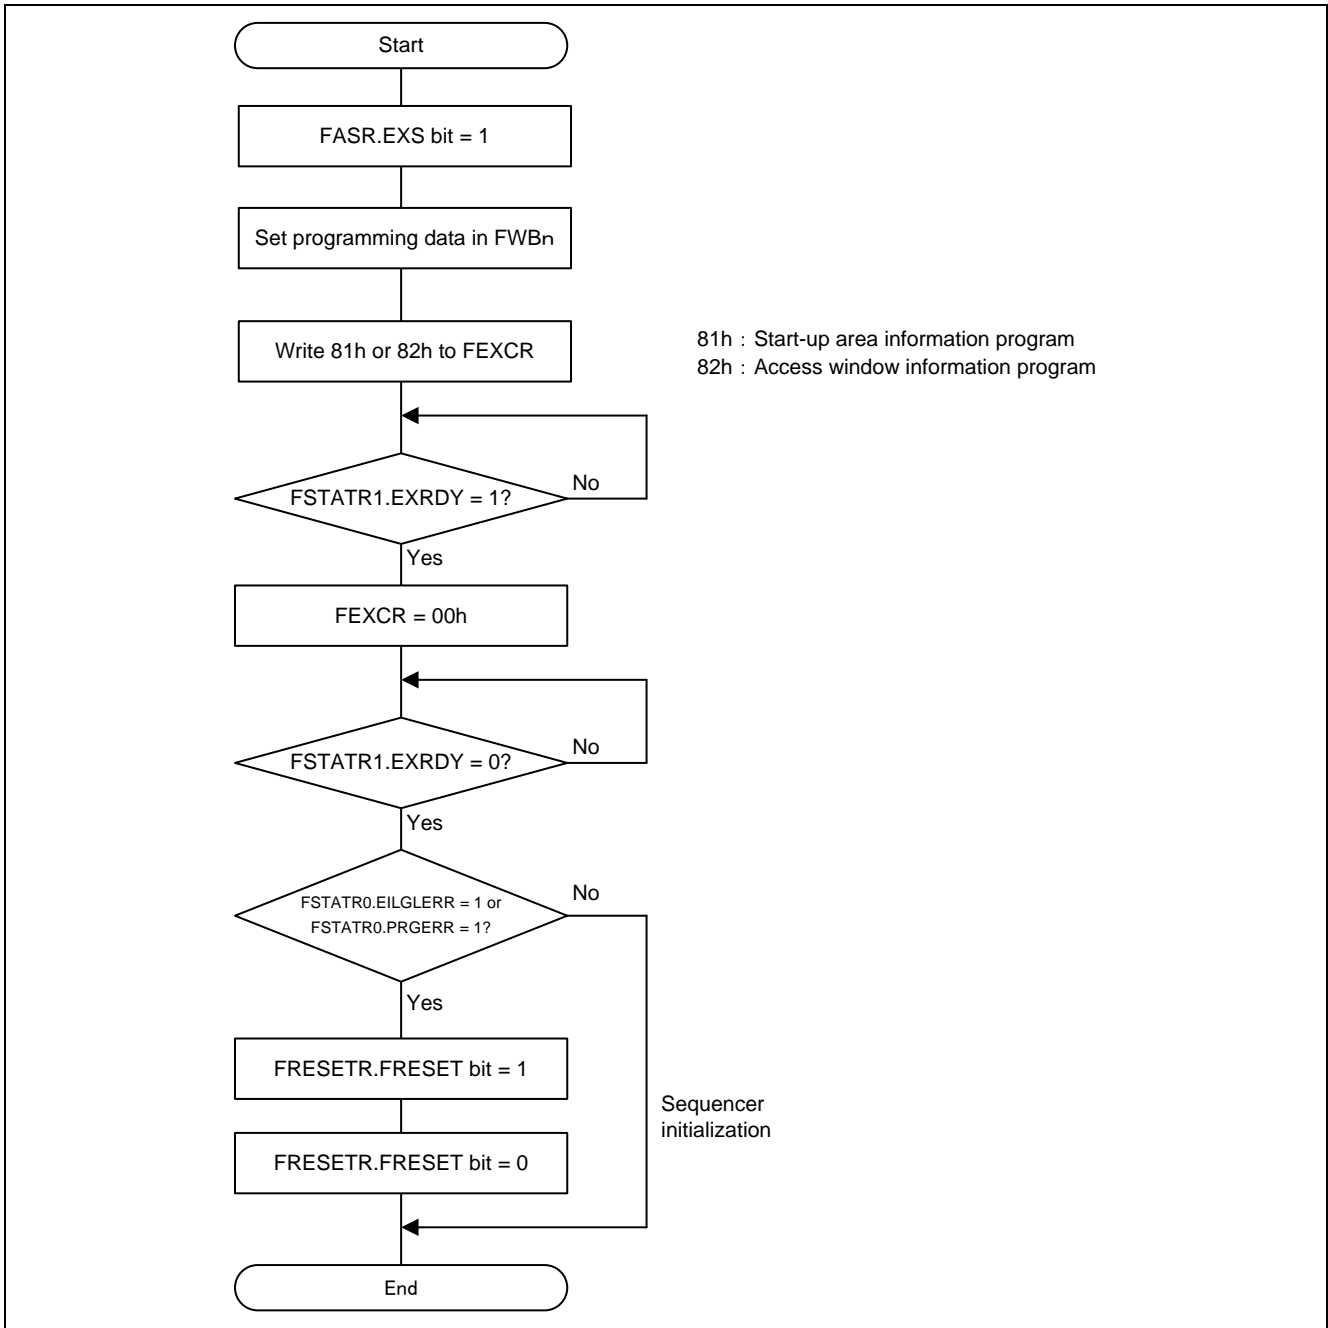 Start
FASR.EXS bit = 1
Set programming data in FWBn
Write 81h or 82h to FEXCR
81h : Start-up area information program
82h : Access window information program
FSTATR1.EXRDY = 1?
No
Yes
FEXCR = 00h
FSTATR1.EXRDY = 0?
No
Yes
FSTATR0.EILGLERR = 1 or
FSTATR0.PRGERR = 1?
No
Yes
FRESETR.FRESET bit = 1
Sequencer
initialization
FRESETR.FRESET bit = 0
End